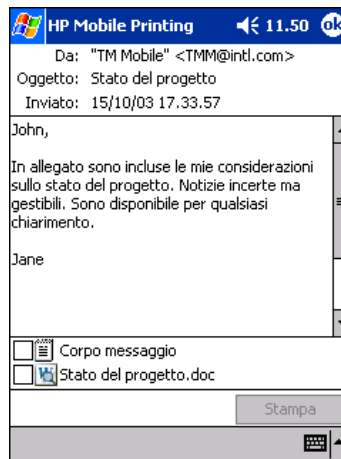 HP Mobile Printing 11.50 ok
Da: "TM Mobile" <TMM@intl.com>
Oggetto: Stato del progetto
Inviato: 15/10/03 17.33.57
John,
In allegato sono incluse le mie considerazioni
sullo stato del progetto. Notizie incerte ma
gestibili. Sono disponibile per qualsiasi
chiarimento.
Jane
Corpo messaggio
Stato del progetto.doc
Stampa